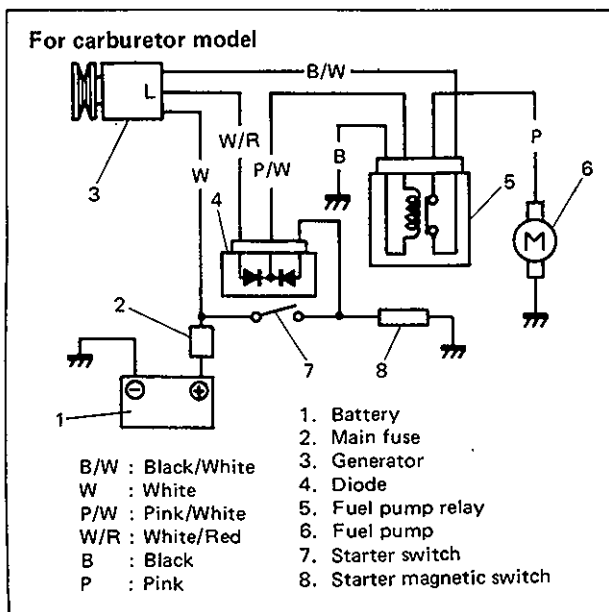 For carburetor model
B/W
L
W/R
P/W
B
P
W
3
4
5
6
2
7
8
1
1. Battery
2. Main fuse
3. Generator
4. Diode
5. Fuel pump relay
6. Fuel pump
7. Starter switch
8. Starter magnetic switch
M
⊖ ⊕
B/W : Black/White
W : White
P/W : Pink/White
W/R : White/Red
B : Black
P : Pink